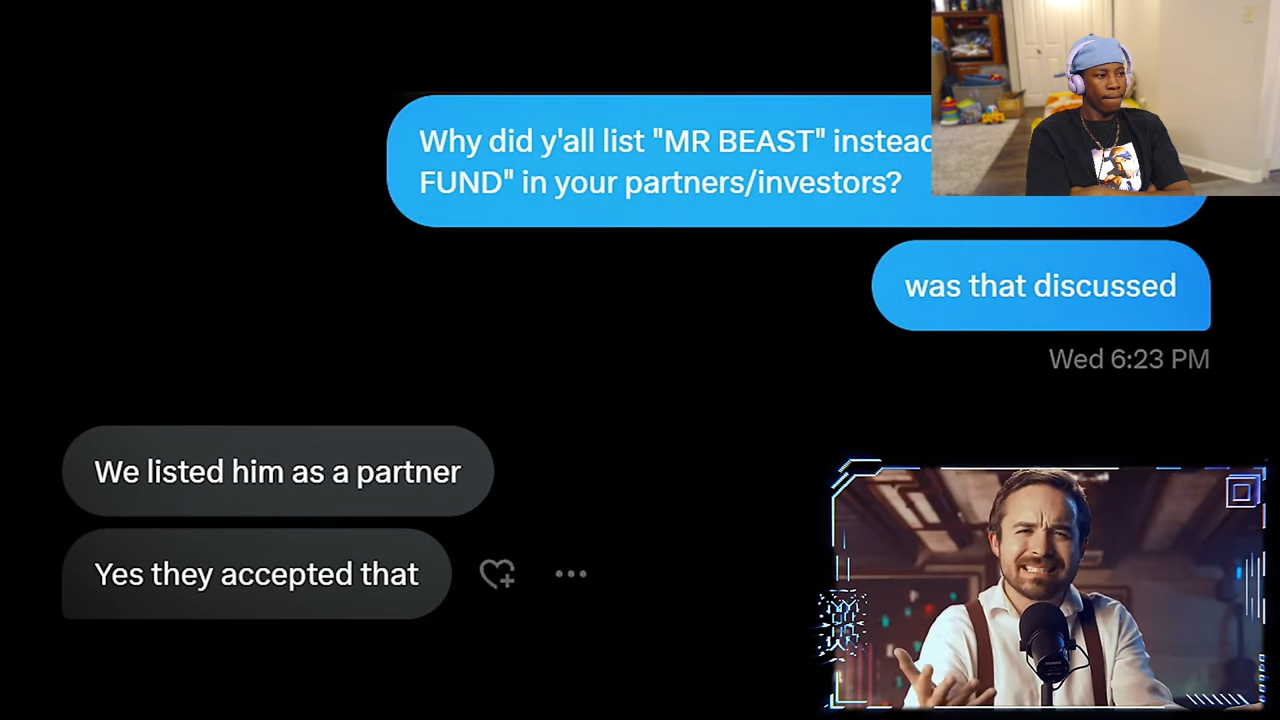 Why did y'all list "MR BEAST" instead
FUND" in your partners/investors?
was that discussed
Wed 6:23 PM
We listed him as a partner
Yes they accepted that